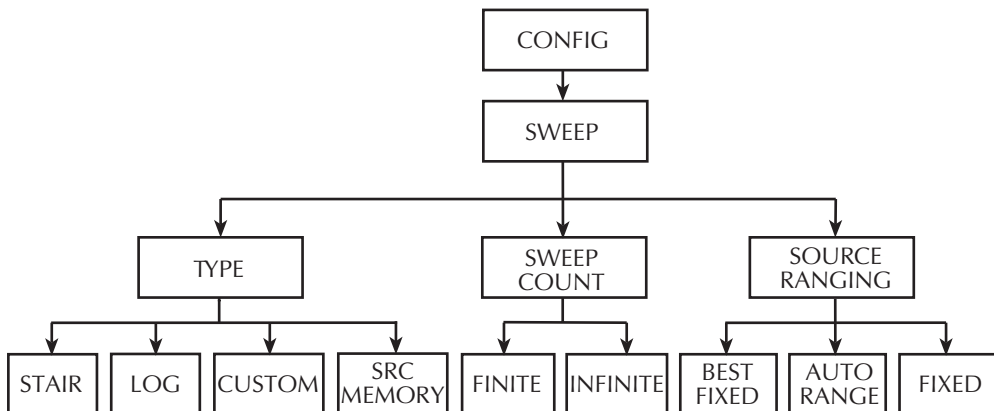 CONFIG
SWEEP
TYPE
SWEEP
COUNT
SOURCE
RANGING
STAIR
LOG
CUSTOM
SRC
MEMORY
FINITE
INFINITE
BEST
FIXED
AUTO
RANGE
FIXED